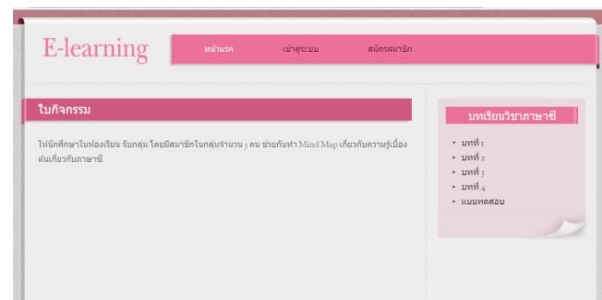 E-learning
หน้าแรก เข้าสู่ระบบ สมัครสมาชิก
ใบกิจกรรม
ให้นักศึกษาในห้องเรียน จับกลุ่ม โดยมีสมาชิกในกลุ่มจำนวน 5 คน ช่วยกันทำ Mind Map เกี่ยวกับความรู้เบื้อง
ต้นเกี่ยวกับภาษาซี
บทเรียนวิชาภาษาซี
บทที่ 1
บทที่ 2
บทที่ 3
บทที่ 4
แบบทดสอบ